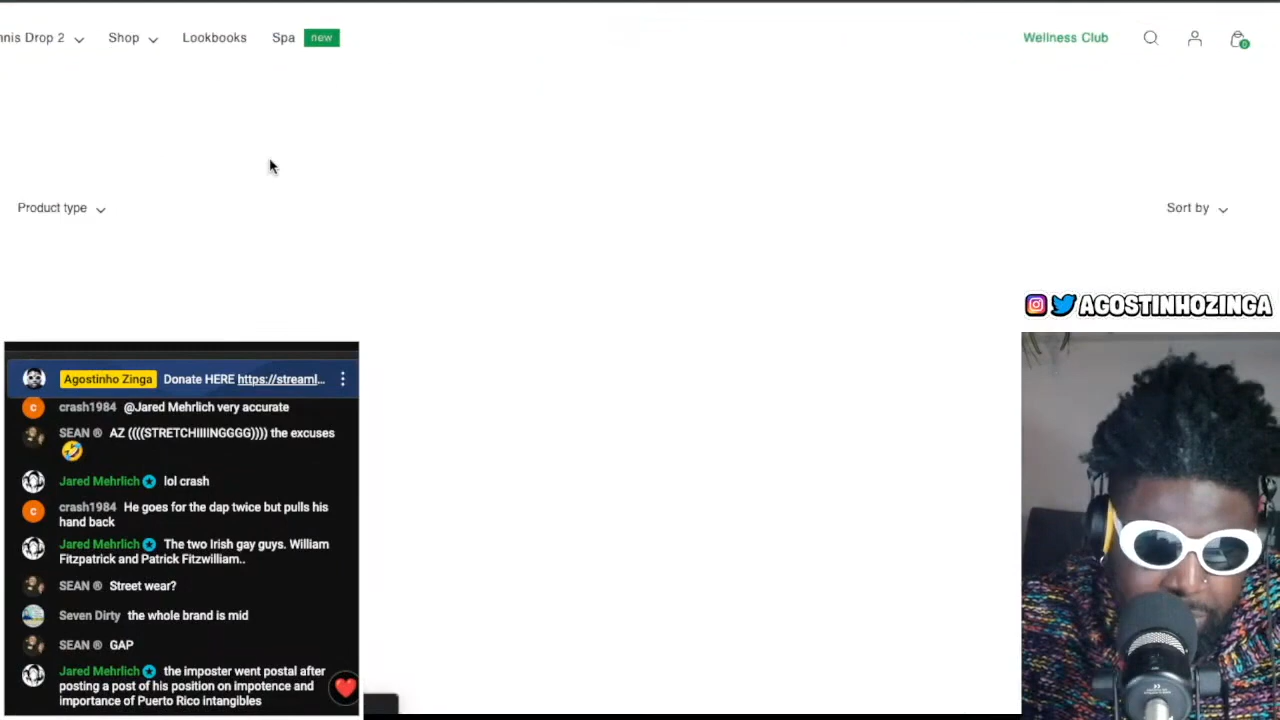 nnis Drop 2 Shop Lookbooks Spa new Wellness Club 0
Product type Sort by
AGOSTINHOZINGA
Agostinho Zinga Donate HERE https://streaml...
crash1984 @Jared Mehrlich very accurate
SEAN ® AZ ((((STRETCHIIIINGGGG)))) the excuses
🤣
Jared Mehrlich lol crash
crash1984 He goes for the dap twice but pulls his
hand back
Jared Mehrlich The two Irish gay guys. William
Fitzpatrick and Patrick Fitzwilliam..
SEAN ® Street wear?
Seven Dirty the whole brand is mid
SEAN ® GAP
Jared Mehrlich the imposter went postal after
posting a post of his position on impotence and
importance of Puerto Rico intangibles